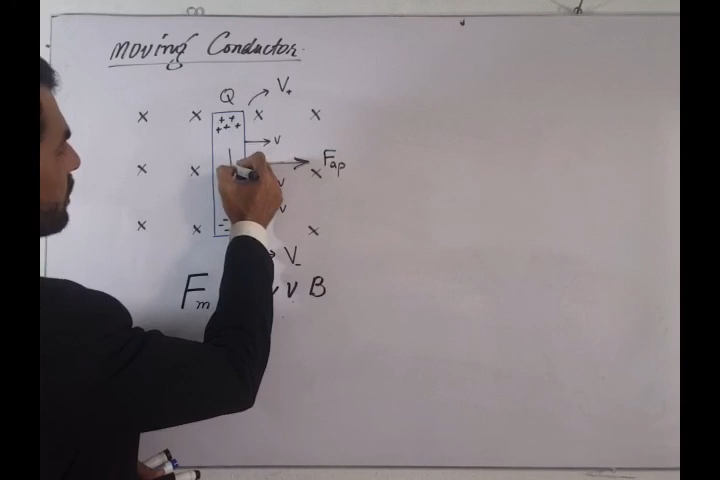 Moving Conductor.
Q V+
x x x x
+ +
+ + +
v
x x x Fap
v
v
x x x
- -
V-
Fm v B